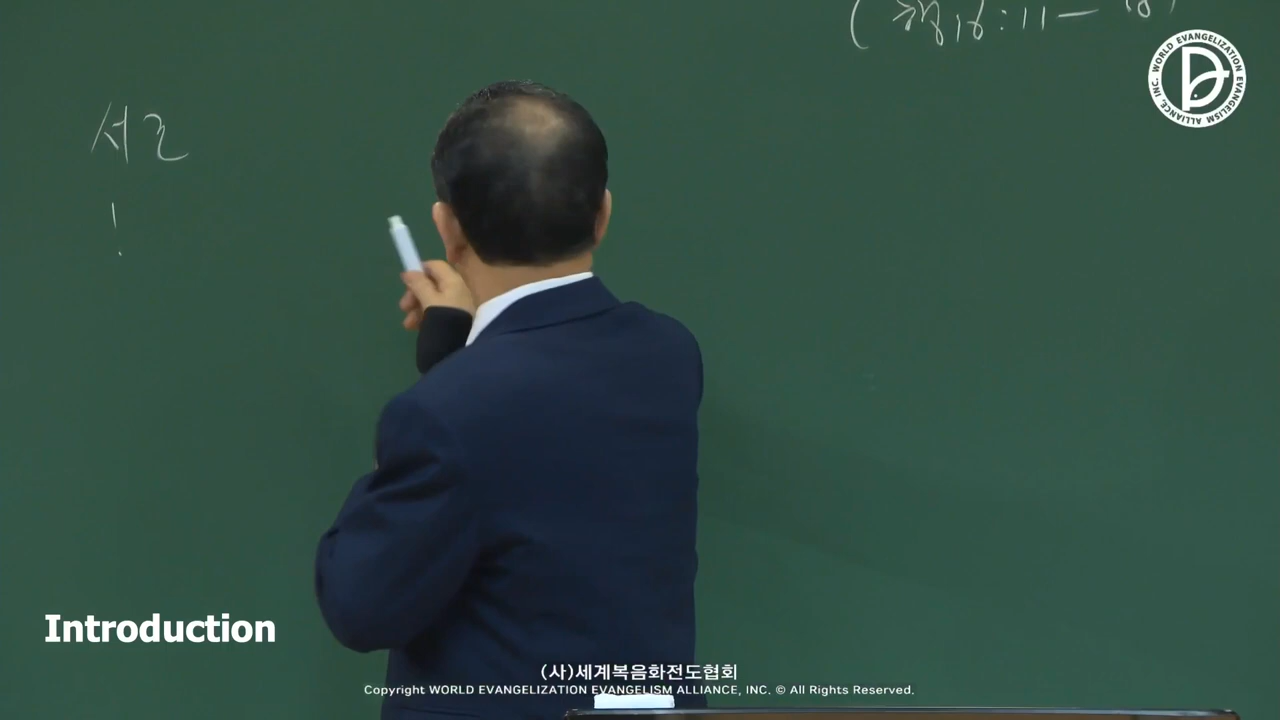 (행16:11-
WORLD EVANGELIZATION EVANGELISM ALLIANCE, INC.
서론
Introduction
(사)세계복음화전도협회
Copyright WORLD EVANGELIZATION EVANGELISM ALLIANCE, INC. © All Rights Reserved.